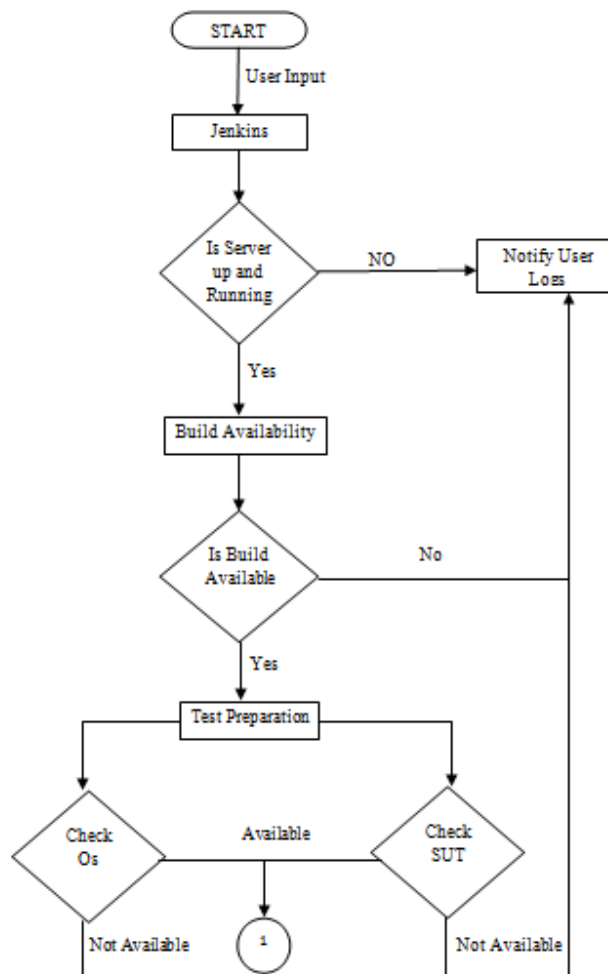 START
User Input
Jenkins
Is Server
up and
Running
NO
Notify User
Logs
Yes
Build Availability
Is Build
Available
No
Yes
Test Preparation
Check
Os
Available
Check
SUT
Not Available
1
Not Available